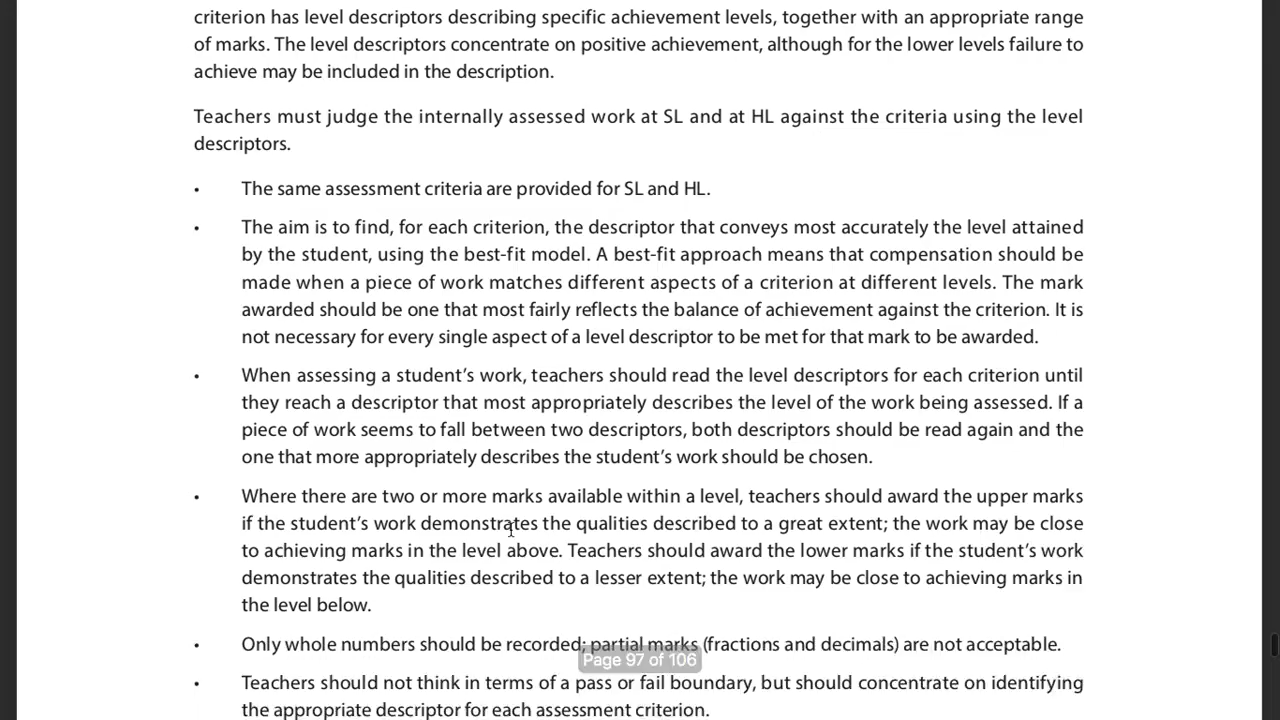 criterion has level descriptors describing specific achievement levels, together with an appropriate range
of marks. The level descriptors concentrate on positive achievement, although for the lower levels failure to
achieve may be included in the description.
Teachers must judge the internally assessed work at SL and at HL against the criteria using the level
descriptors.
• The same assessment criteria are provided for SL and HL.
• The aim is to find, for each criterion, the descriptor that conveys most accurately the level attained
by the student, using the best-fit model. A best-fit approach means that compensation should be
made when a piece of work matches different aspects of a criterion at different levels. The mark
awarded should be one that most fairly reflects the balance of achievement against the criterion. It is
not necessary for every single aspect of a level descriptor to be met for that mark to be awarded.
• When assessing a student’s work, teachers should read the level descriptors for each criterion until
they reach a descriptor that most appropriately describes the level of the work being assessed. If a
piece of work seems to fall between two descriptors, both descriptors should be read again and the
one that more appropriately describes the student’s work should be chosen.
• Where there are two or more marks available within a level, teachers should award the upper marks
if the student’s work demonstrates the qualities described to a great extent; the work may be close
to achieving marks in the level above. Teachers should award the lower marks if the student’s work
demonstrates the qualities described to a lesser extent; the work may be close to achieving marks in
the level below.
• Only whole numbers should be recorded; partial marks (fractions and decimals) are not acceptable.
Page 97 of 106
• Teachers should not think in terms of a pass or fail boundary, but should concentrate on identifying
the appropriate descriptor for each assessment criterion.